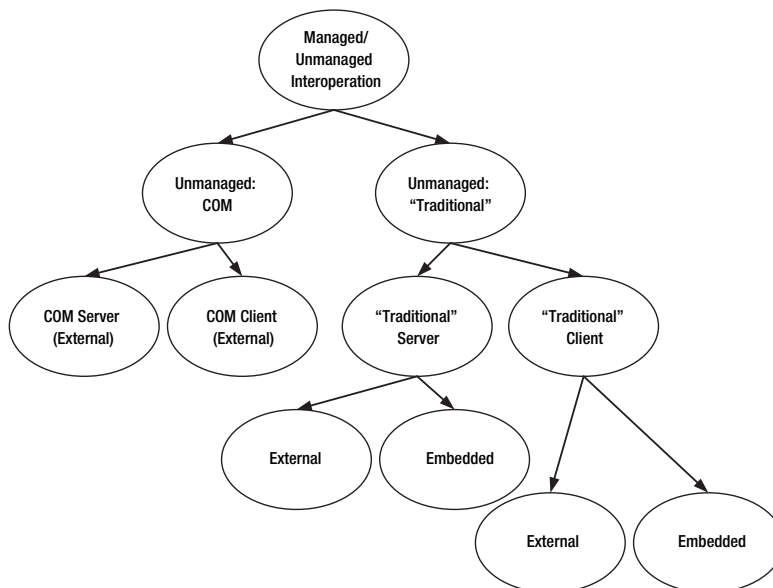 Managed/
Unmanaged
Interoperation
Unmanaged:
COM
Unmanaged:
“Traditional”
COM Server
(External)
COM Client
(External)
“Traditional”
Server
“Traditional”
Client
External
Embedded
External
Embedded